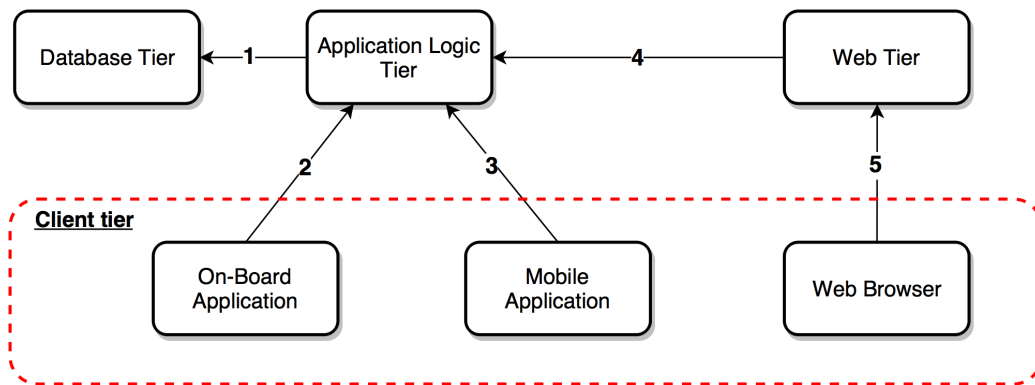 Database Tier
1
Application Logic
Tier
4
Web Tier
2
3
5
Client tier
On-Board
Application
Mobile
Application
Web Browser